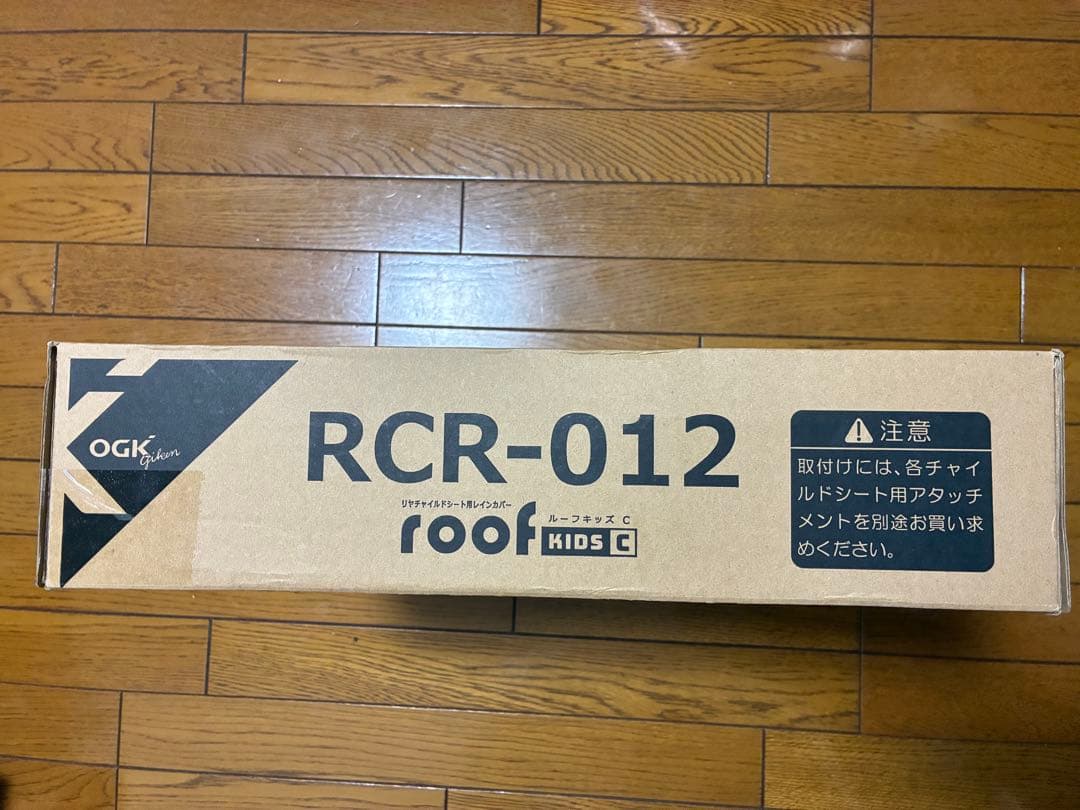 OGK
Giken
RCR-012
リヤチャイルドシート用レインカバー
ルーフキッズ C
roof KIDS C
注意
取付けには、各チャイ
ルドシート用アタッチ
メントを別途お買い求
めください。